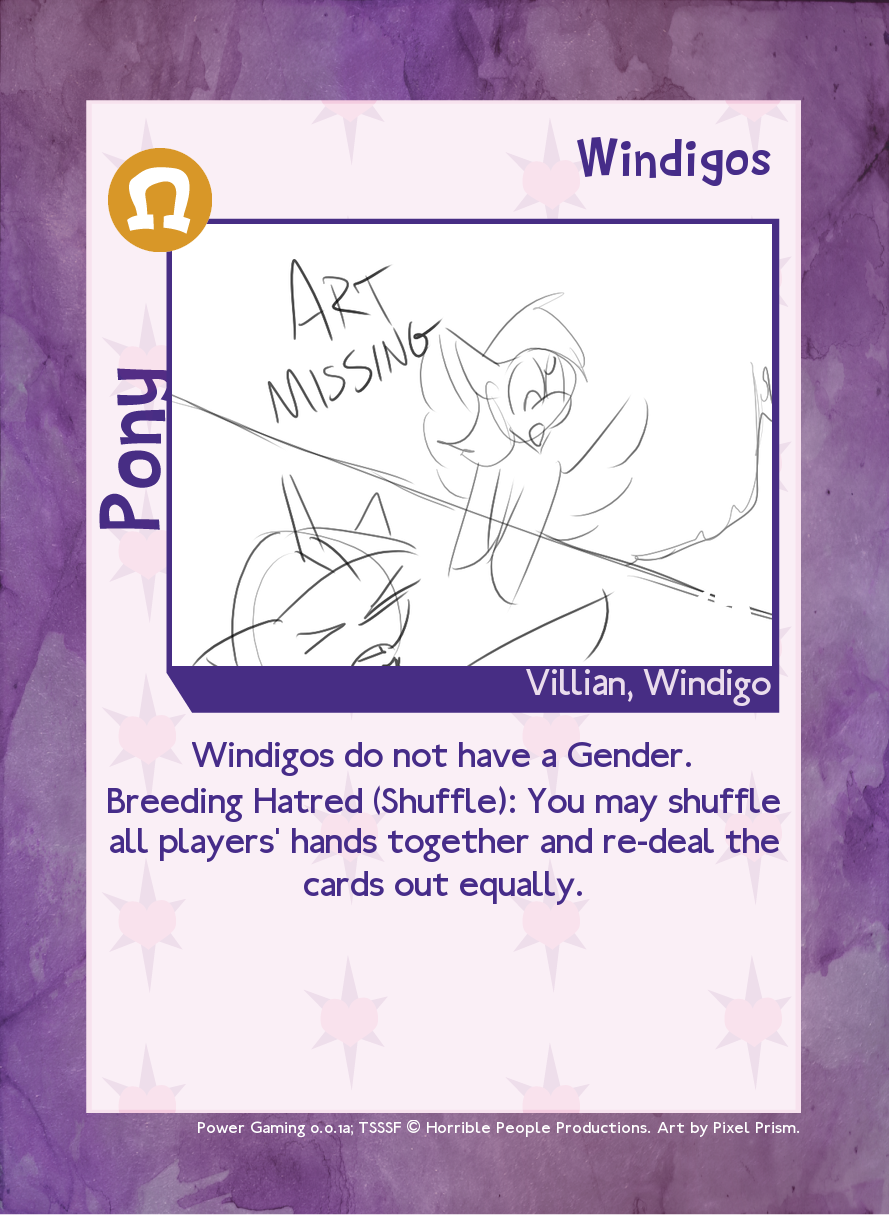 Windigos
ART
MISSING
Pony
Villian, Windigo
Windigos do not have a Gender.
Breeding Hatred (Shuffle): You may shuffle
all players' hands together and re-deal the
cards out equally.
Power Gaming 0.0.1a; TSSSF © Horrible People Productions. Art by Pixel Prism.